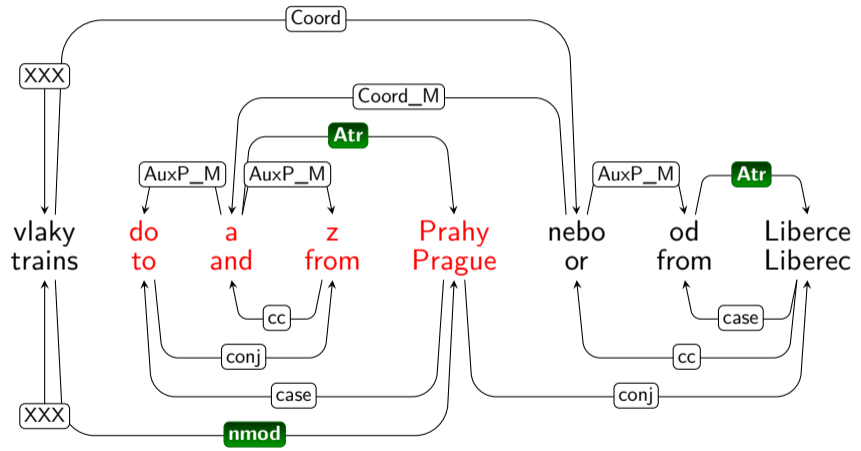 Coord
XXX
Coord_M
Atr
AuxP_M AuxP_M AuxP_M Atr
vlaky do a z Prahy nebo od Liberce
trains to and from Prague or from Liberec
cc case
conj cc
case conj
XXX
nmod